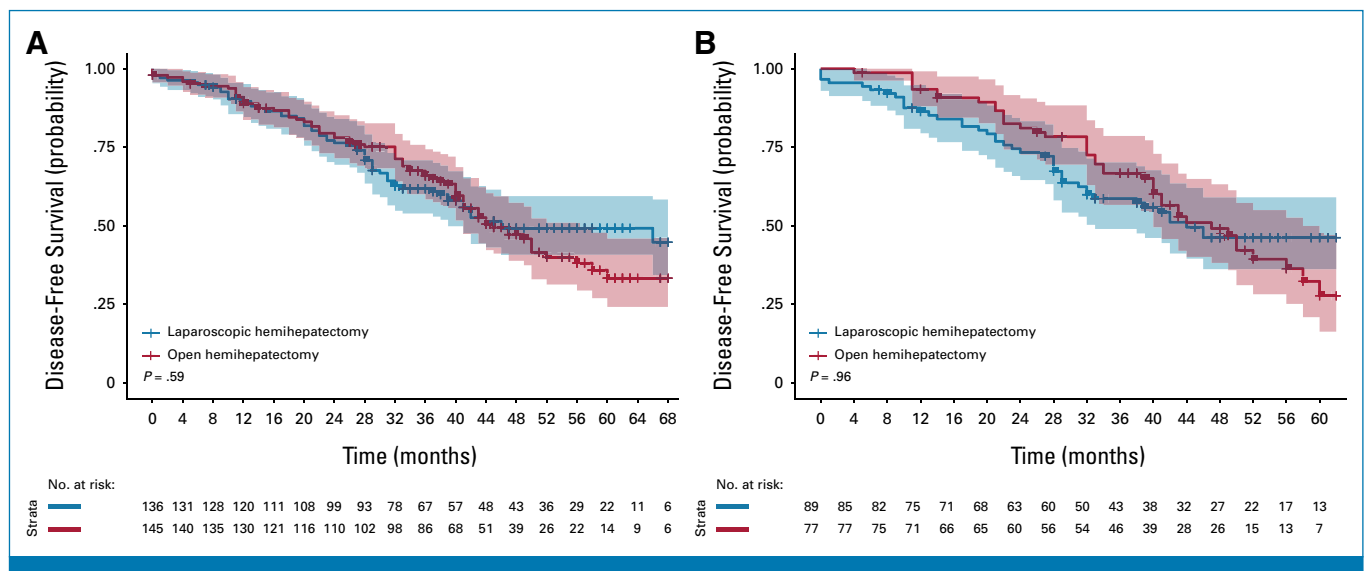 A
Disease-Free Survival (probability)
1.00
.75
.50
.25
0
Laparoscopic hemihepatectomy
Open hemihepatectomy
P = .59
0 4 8 12 16 20 24 28 32 36 40 44 48 52 56 60 64 68
Time (months)
No. at risk:
Strata
136 131 128 120 111 108 99 93 78 67 57 48 43 36 29 22 11 6
145 140 135 130 121 116 110 102 98 86 68 51 39 26 22 14 9 6
B
Disease-Free Survival (probability)
1.00
.75
.50
.25
0
Laparoscopic hemihepatectomy
Open hemihepatectomy
P = .96
0 4 8 12 16 20 24 28 32 36 40 44 48 52 56 60
Time (months)
No. at risk:
Strata
89 85 82 75 71 68 63 60 50 43 38 32 27 22 17 13
77 77 75 71 66 65 60 56 54 46 39 28 26 15 13 7